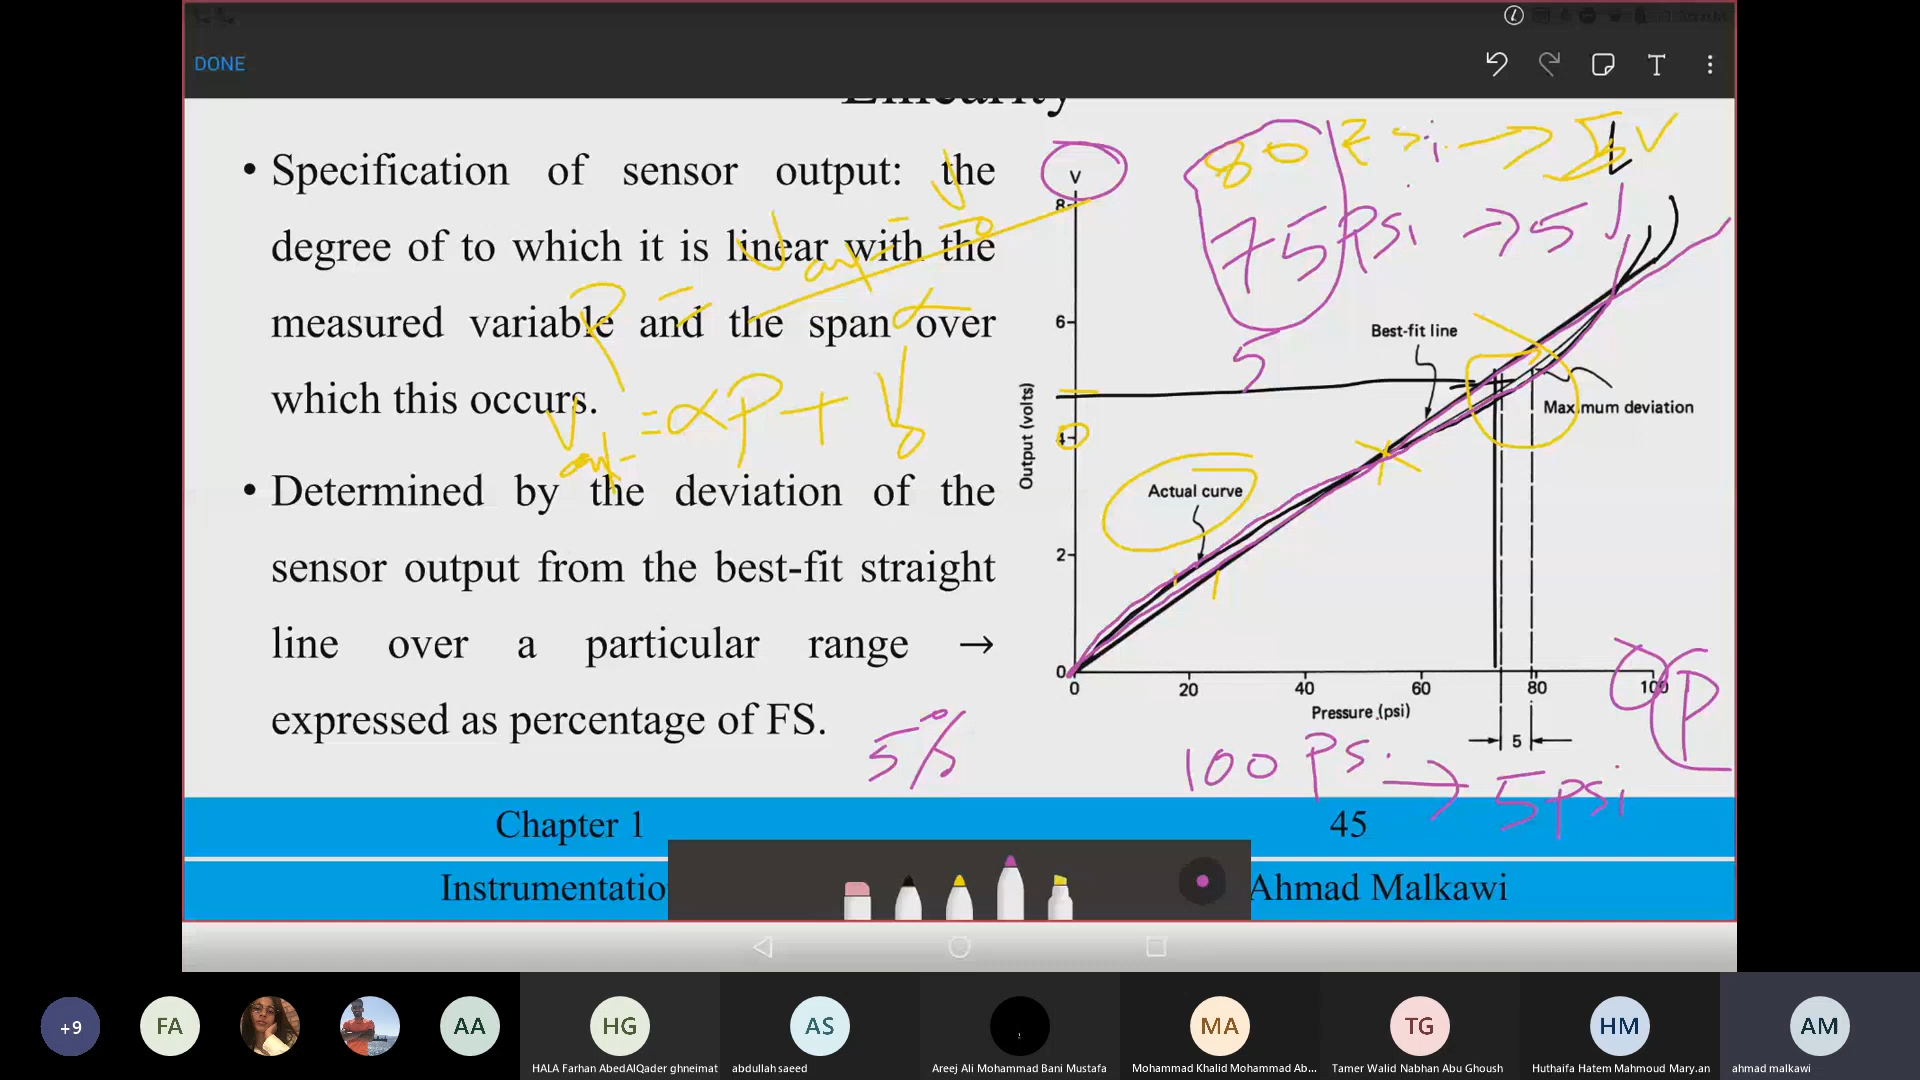 DONE
T
Linearity
• Specification of sensor output: the
degree of to which it is linear with the
measured variable and the span over
which this occurs.
• Determined by the deviation of the
sensor output from the best-fit straight
line over a particular range →
expressed as percentage of FS.
5%
V
8
6
4
2
0
0
20
40
60
80
100
Output (volts)
Pressure (psi)
Best-fit line
Maximum deviation
Actual curve
5
80 psi →
75 psi → 5 V
5
P =
Vout = αP + V0
100 psi → 5 psi
P
Chapter 1
45
Instrumentatio
Ahmad Malkawi
+9
FA
AA
HG
AS
MA
TG
HM
AM
HALA Farhan AbedAlQader ghneimat
abdullah saeed
Areej Ali Mohammad Bani Mustafa
Mohammad Khalid Mohammad Ab...
Tamer Walid Nabhan Abu Ghoush
Huthaifa Hatem Mahmoud Mary.an
ahmad malkawi